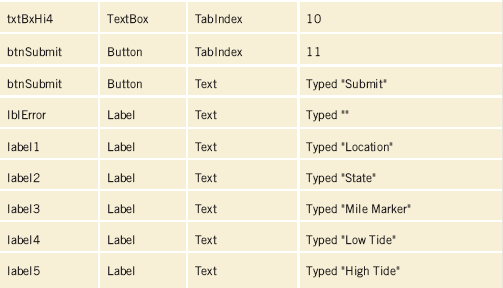 txtBxHi4 TextBox TabIndex 10
btnSubmit Button TabIndex 11
btnSubmit Button Text Typed "Submit"
lblError Label Text Typed ""
label1 Label Text Typed "Location"
label2 Label Text Typed "State"
label3 Label Text Typed "Mile Marker"
label4 Label Text Typed "Low Tide"
label5 Label Text Typed "High Tide"